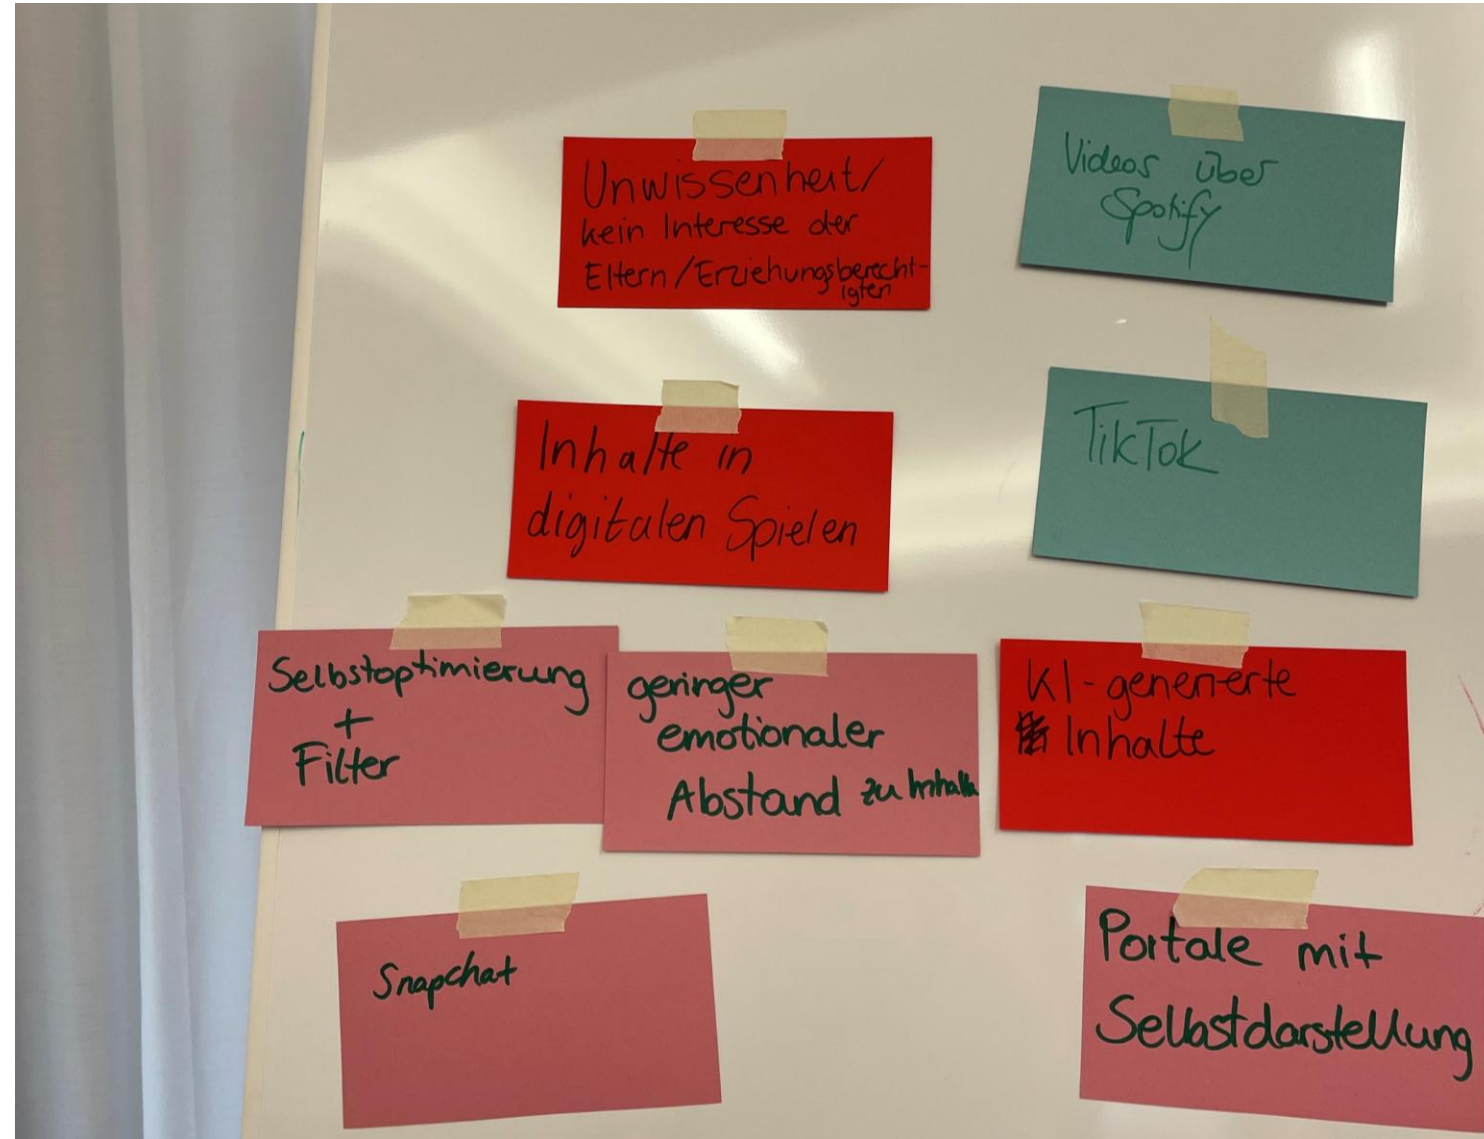 Unwissenheit/
kein Interesse der
Eltern/Erziehungsberecht-
igten
Videos über
Spotify
Inhalte in
digitalen Spielen
TikTok
Selbstoptimierung
+
Filter
geringer
emotionaler
Abstand zu
KI-generierte
Inhalte
Snapchat
Portale mit
Selbstdarstellung